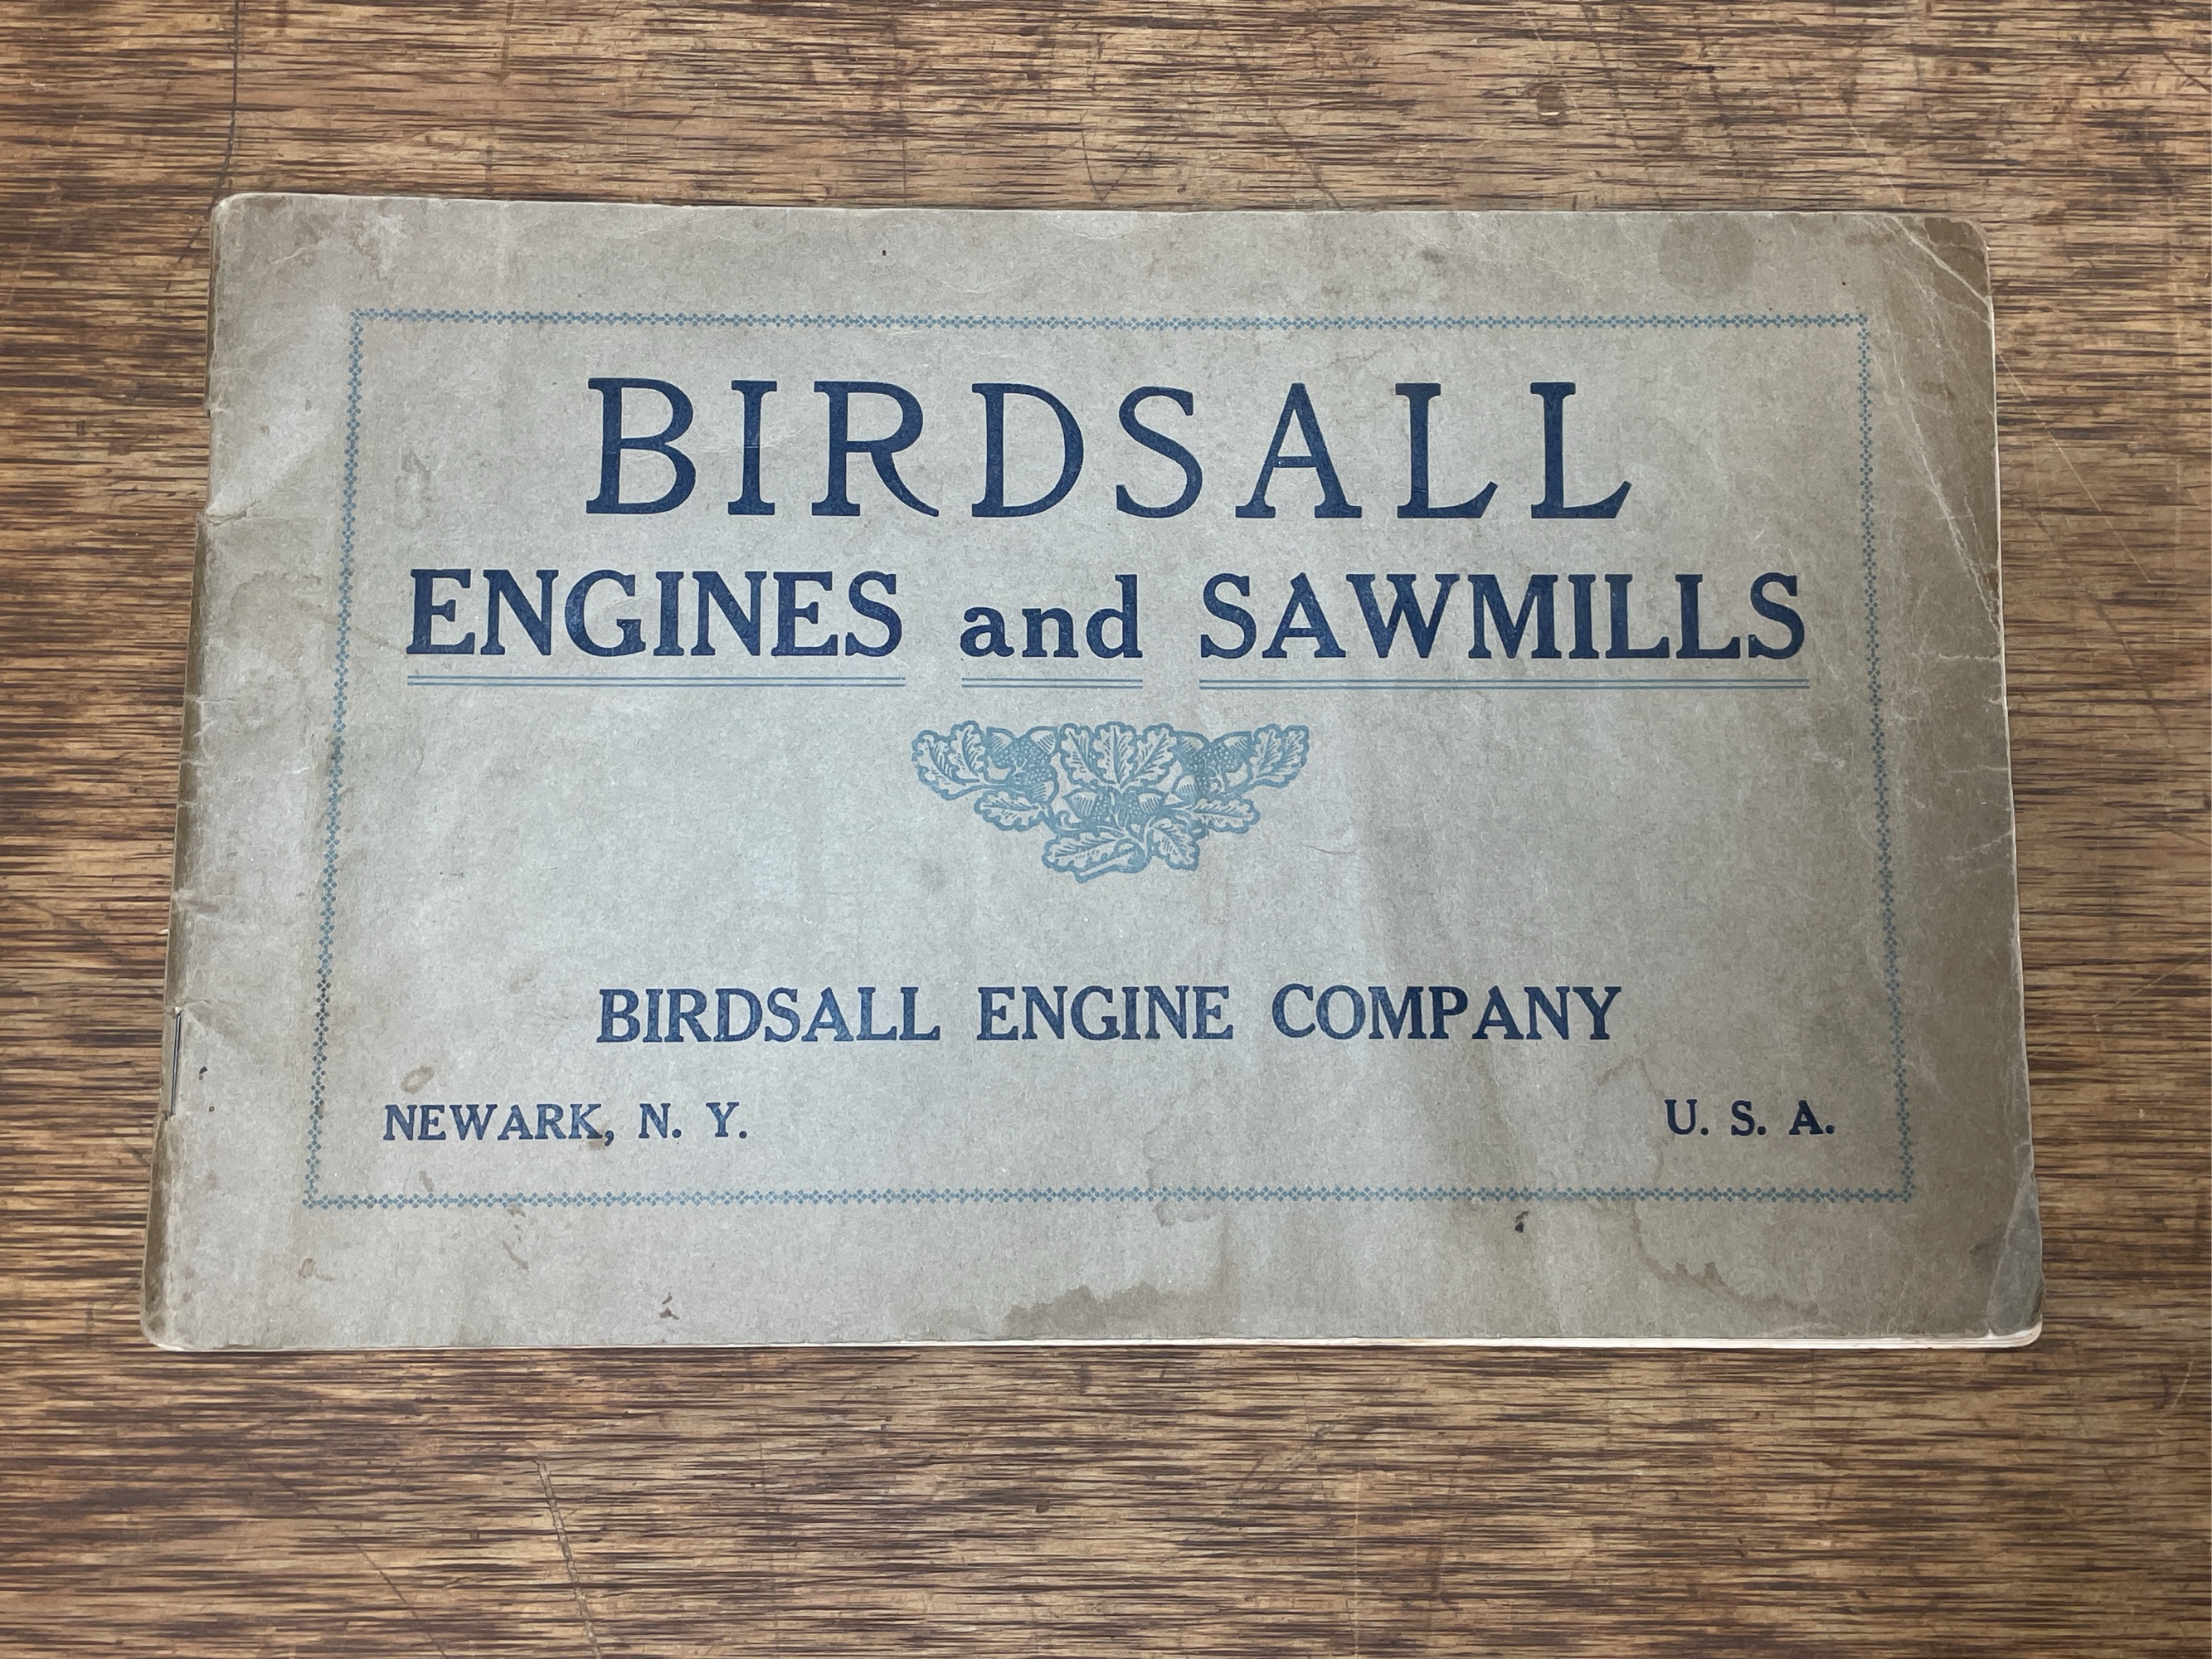 BIRDSALL
ENGINES and SAWMILLS
BIRDSALL ENGINE COMPANY
NEWARK, N. Y. U. S. A.